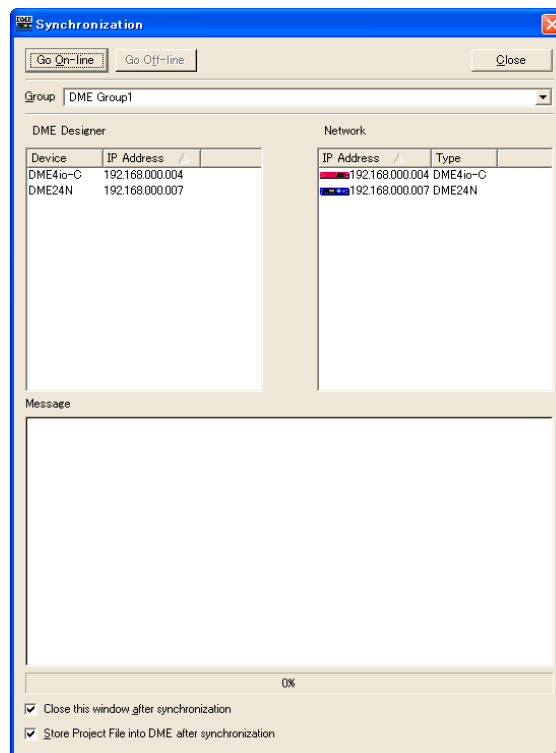 DME Synchronization
Go On-line Go Off-line Close
Group DME Group1
DME Designer Network
Device IP Address IP Address Type
DME4io-C 192.168.000.004 192.168.000.004 DME4io-C
DME24N 192.168.000.007 192.168.000.007 DME24N
Message
0%
Close this window after synchronization
Store Project File into DME after synchronization